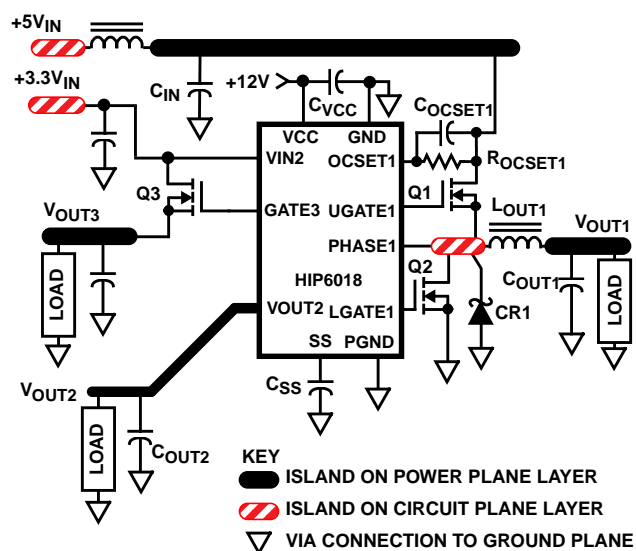 +5VIN
+3.3VIN
CIN
+12V
CVCC
COCSET1
VCC
GND
VIN2
OCSET1
ROCSET1
Q3
GATE3
UGATE1
Q1
LOUT1
VOUT3
VOUT1
PHASE1
Q2
HIP6018
COUT1
LOAD
LOAD
VOUT2
LGATE1
CR1
SS
PGND
CSS
VOUT2
LOAD
COUT2
KEY
ISLAND ON POWER PLANE LAYER
ISLAND ON CIRCUIT PLANE LAYER
VIA CONNECTION TO GROUND PLANE